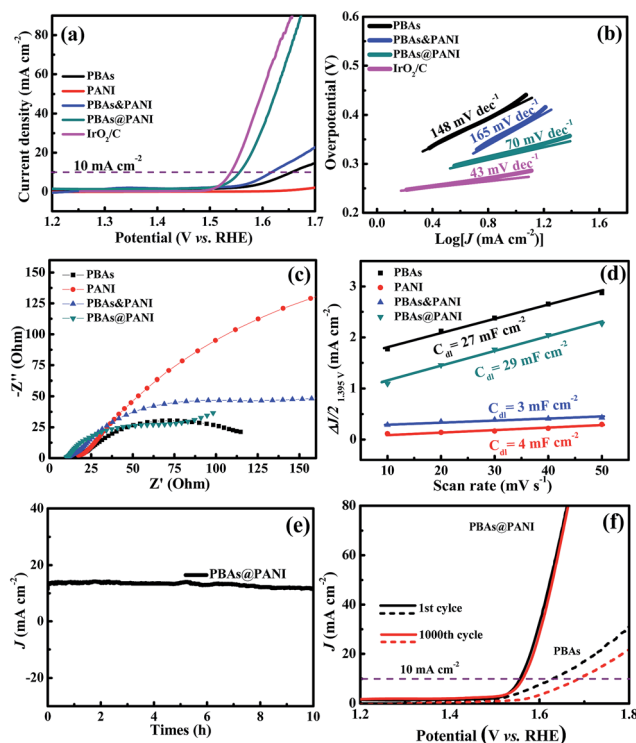 (a)
PBAs
PANI
PBAs&PANI
PBAs@PANI
IrO₂/C
10 mA cm⁻²
Current density (mA cm⁻²)
80
60
40
20
0
1.2 1.3 1.4 1.5 1.6 1.7
Potential (V vs. RHE)
(b)
PBAs
PBAs&PANI
PBAs@PANI
IrO₂/C
148 mV dec⁻¹
165 mV dec⁻¹
70 mV dec⁻¹
43 mV dec⁻¹
Overpotential (V)
0.6
0.5
0.4
0.3
0.2
0.0 0.4 0.8 1.2 1.6
Log[J (mA cm⁻²)]
(c)
PBAs
PANI
PBAs&PANI
PBAs@PANI
-Z'' (Ohm)
150
125
100
75
50
25
0
0 25 50 75 100 125 150
Z' (Ohm)
(d)
PBAs
PANI
PBAs&PANI
PBAs@PANI
Cdl = 27 mF cm⁻²
Cdl = 29 mF cm⁻²
Cdl = 3 mF cm⁻²
Cdl = 4 mF cm⁻²
ΔJ/2 1.395 V
4
3
2
1
0
10 20 30 40 50
Scan rate (mV s⁻¹)
(e)
PBAs@PANI
J (mA cm⁻²)
40
20
0
-20
0 2 4 6 8 10
Times (h)
(f)
PBAs@PANI
1st cylce
1000th cycle
PBAs
10 mA cm⁻²
J (mA cm⁻²)
80
60
40
20
0
1.2 1.4 1.6 1.8
Potential (V vs. RHE)